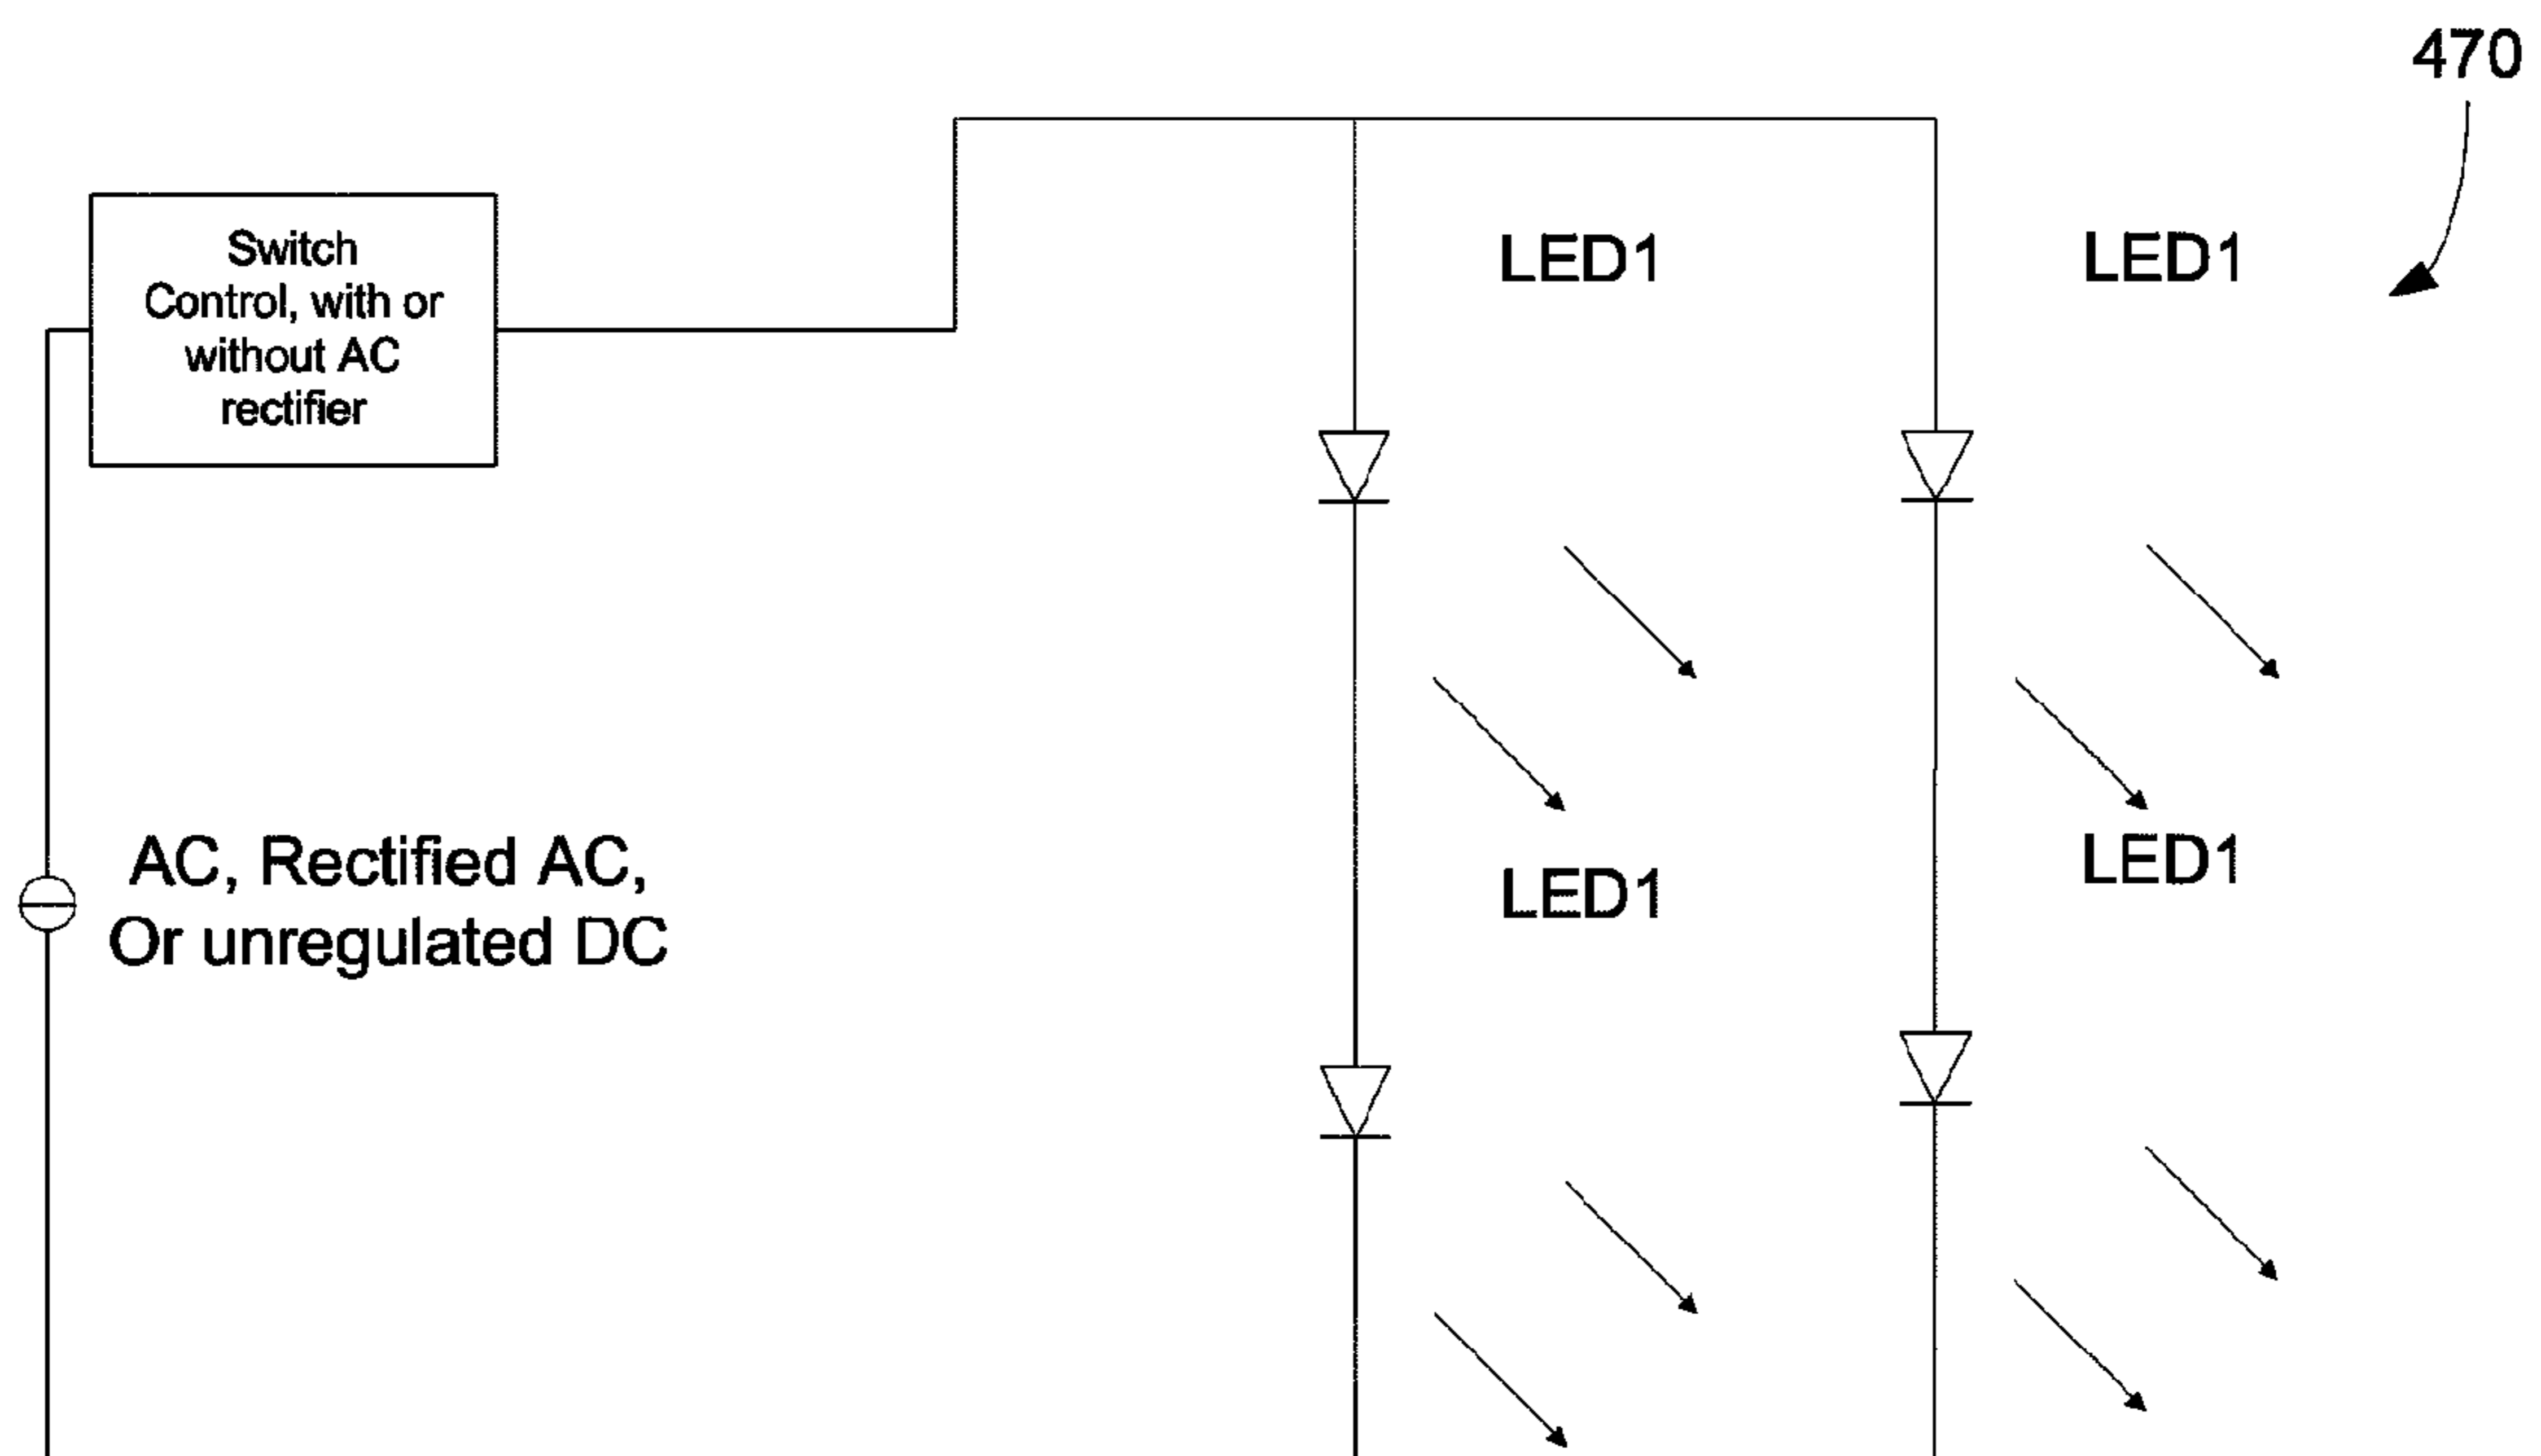 470
Switch
Control, with or
without AC
rectifier
LED1
LED1
AC, Rectified AC,
Or unregulated DC
LED1
LED1